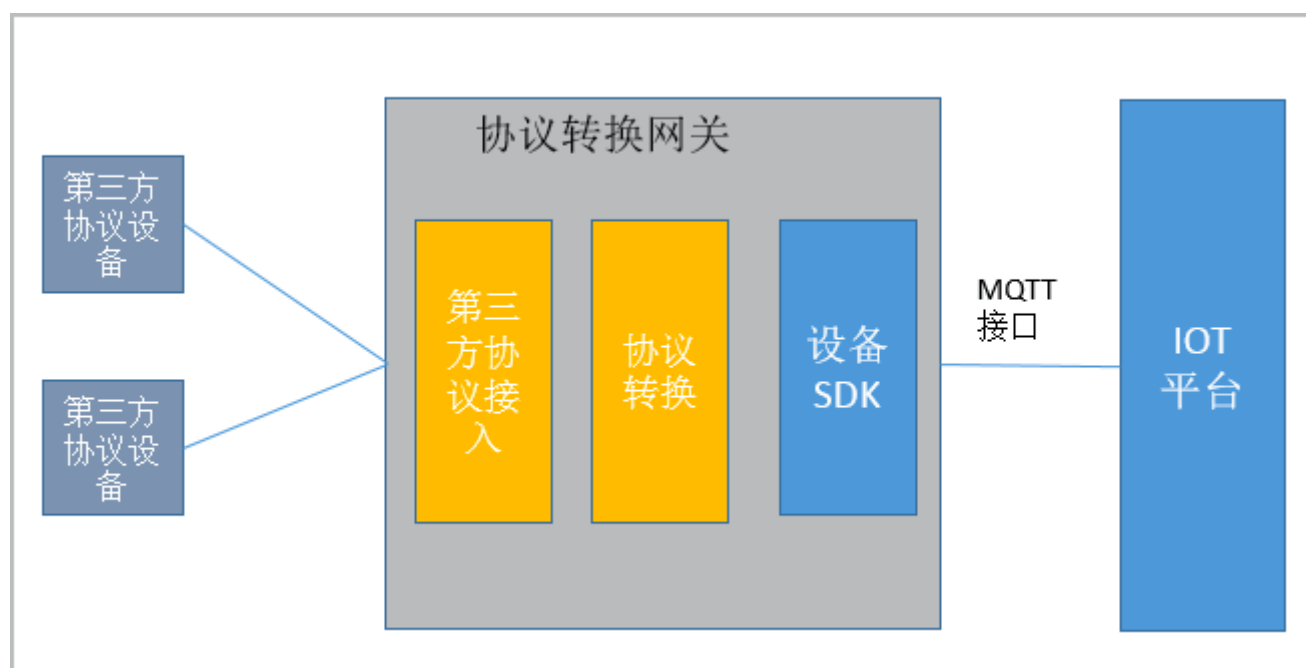 协议转换网关
第三方
协议设
备
第三方
协议设
备
第三
方协
议接
入
协议
转换
设备
SDK
MQTT
接口
IOT
平台